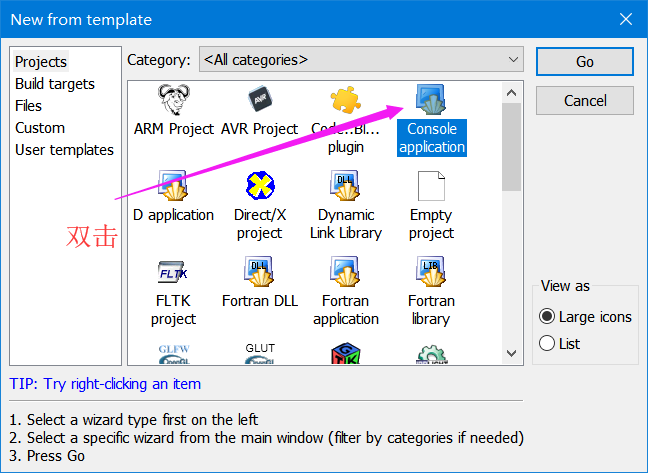 New from template
Projects
Build targets
Files
Custom
User templates
Category:
<All categories>
Go
Cancel
ARM Project
AVR Project
Code::Bl...
plugin
Console
application
D application
Direct/X
project
Dynamic
Link Library
Empty
project
双击
FLTK
FLTK
project
DLL
Fortran DLL
Fortran
application
LIB
Fortran
library
GLFW
GLUT
View as
Large icons
List
TIP: Try right-clicking an item
1. Select a wizard type first on the left
2. Select a specific wizard from the main window (filter by categories if needed)
3. Press Go